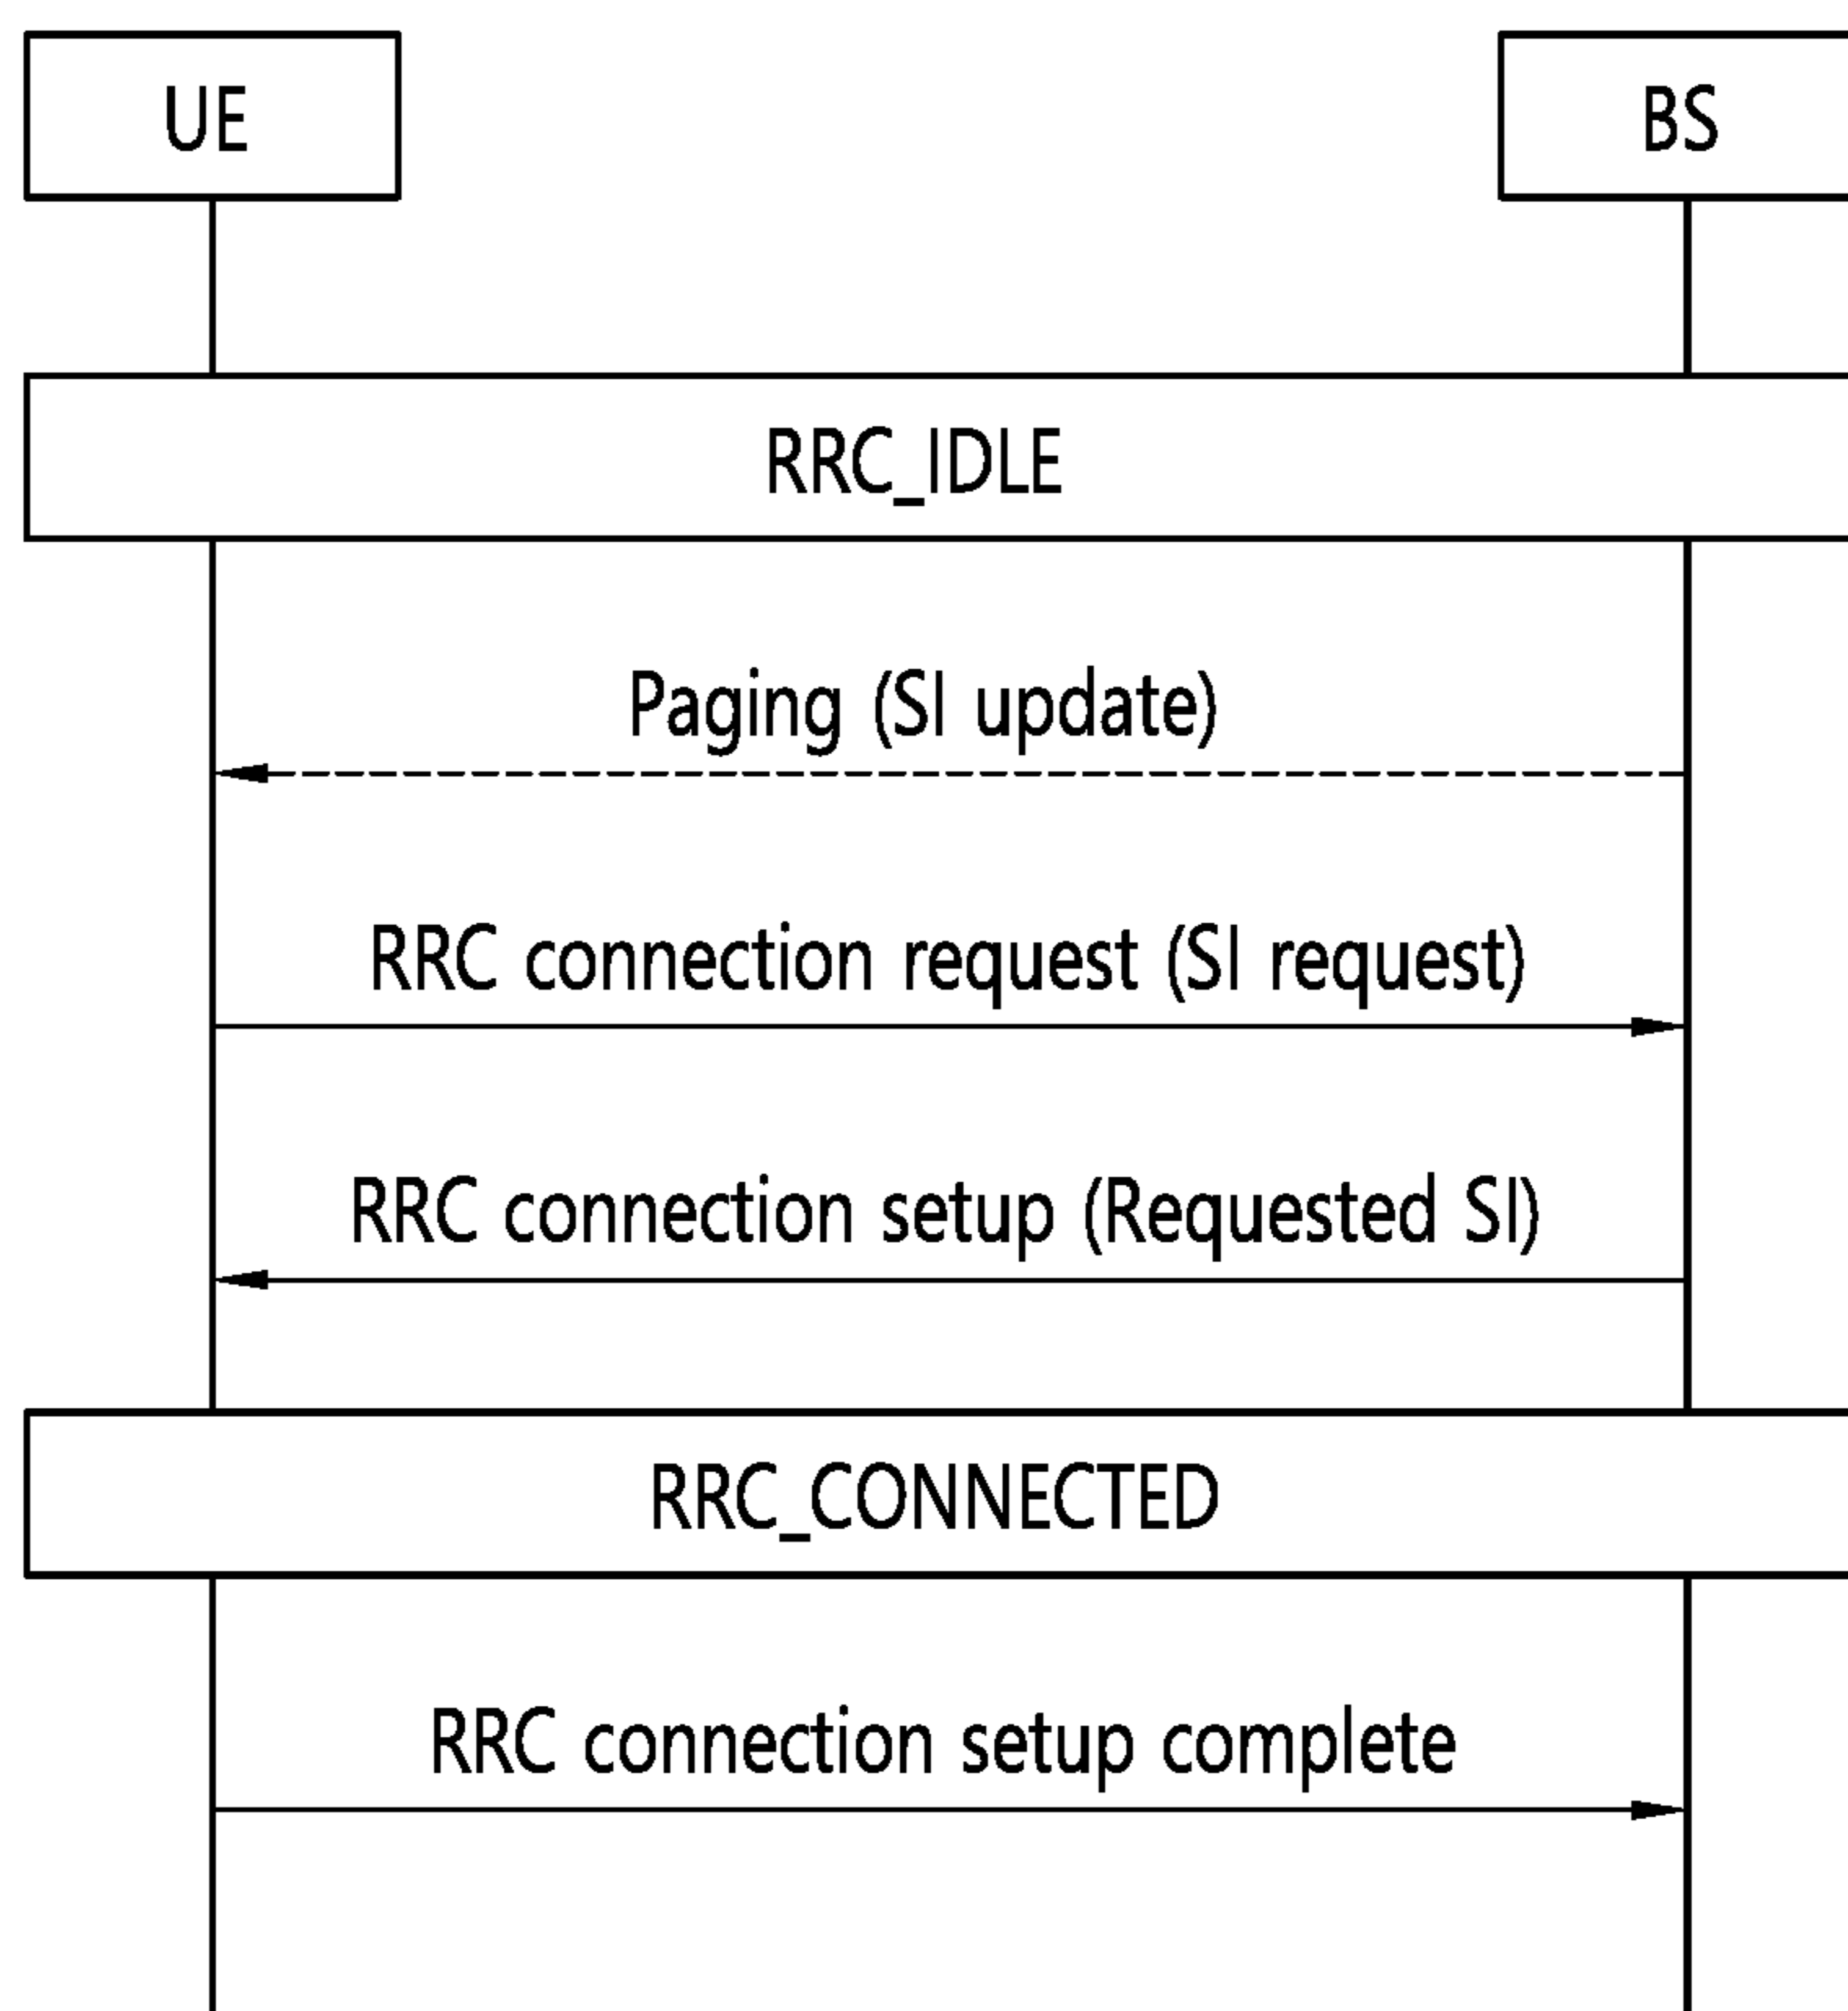 UE
BS
RRC_IDLE
Paging (SI update)
RRC connection request (SI request)
RRC connection setup (Requested SI)
RRC_CONNECTED
RRC connection setup complete